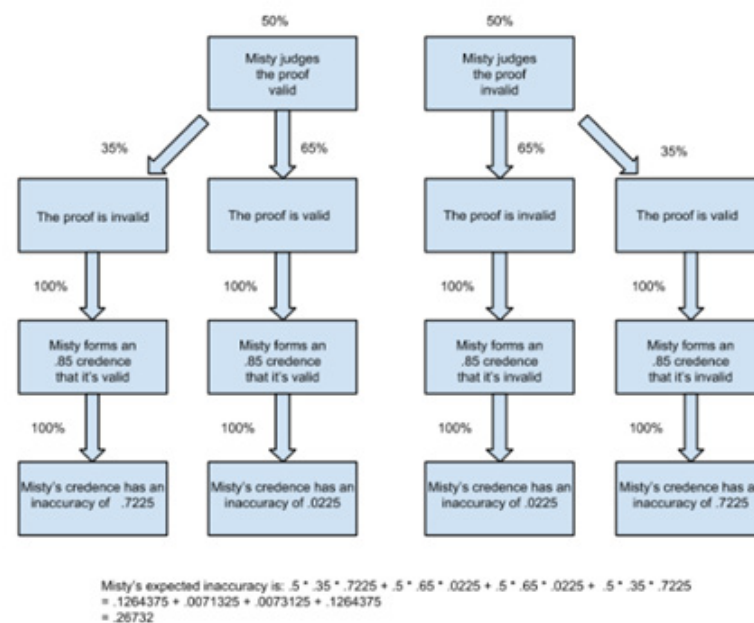 50%
50%
Misty judges
the proof
valid
Misty judges
the proof
invalid
35%
65%
65%
35%
The proof is invalid
The proof is valid
The proof is invalid
The proof is valid
100%
100%
100%
100%
Misty forms an
.85 credence
that it's valid
Misty forms an
.85 credence
that it's valid
Misty forms an
.85 credence
that it's invalid
Misty forms an
.85 credence
that it's invalid
100%
100%
100%
100%
Misty's credence has an
inaccuracy of .7225
Misty's credence has an
inaccuracy of .0225
Misty's credence has an
inaccuracy of .0225
Misty's credence has a
inaccuracy of .7225
Misty's expected inaccuracy is: .5 * .35 * .7225 + .5 * .65 * .0225 + .5 * .65 * .0225 + .5 * .35 * .7225
= .1264375 + .0071325 + .0073125 + .1264375
= .26732